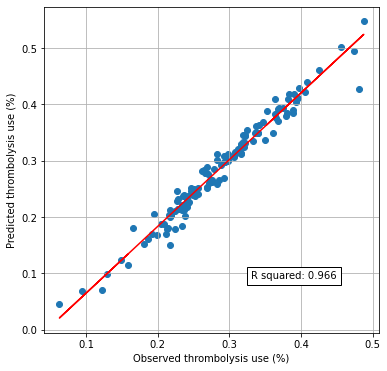 Predicted thrombolysis use (%)
0.5
0.4
0.3
0.2
0.1
0.0
R squared: 0.966
0.1 0.2 0.3 0.4 0.5
Observed thrombolysis use (%)